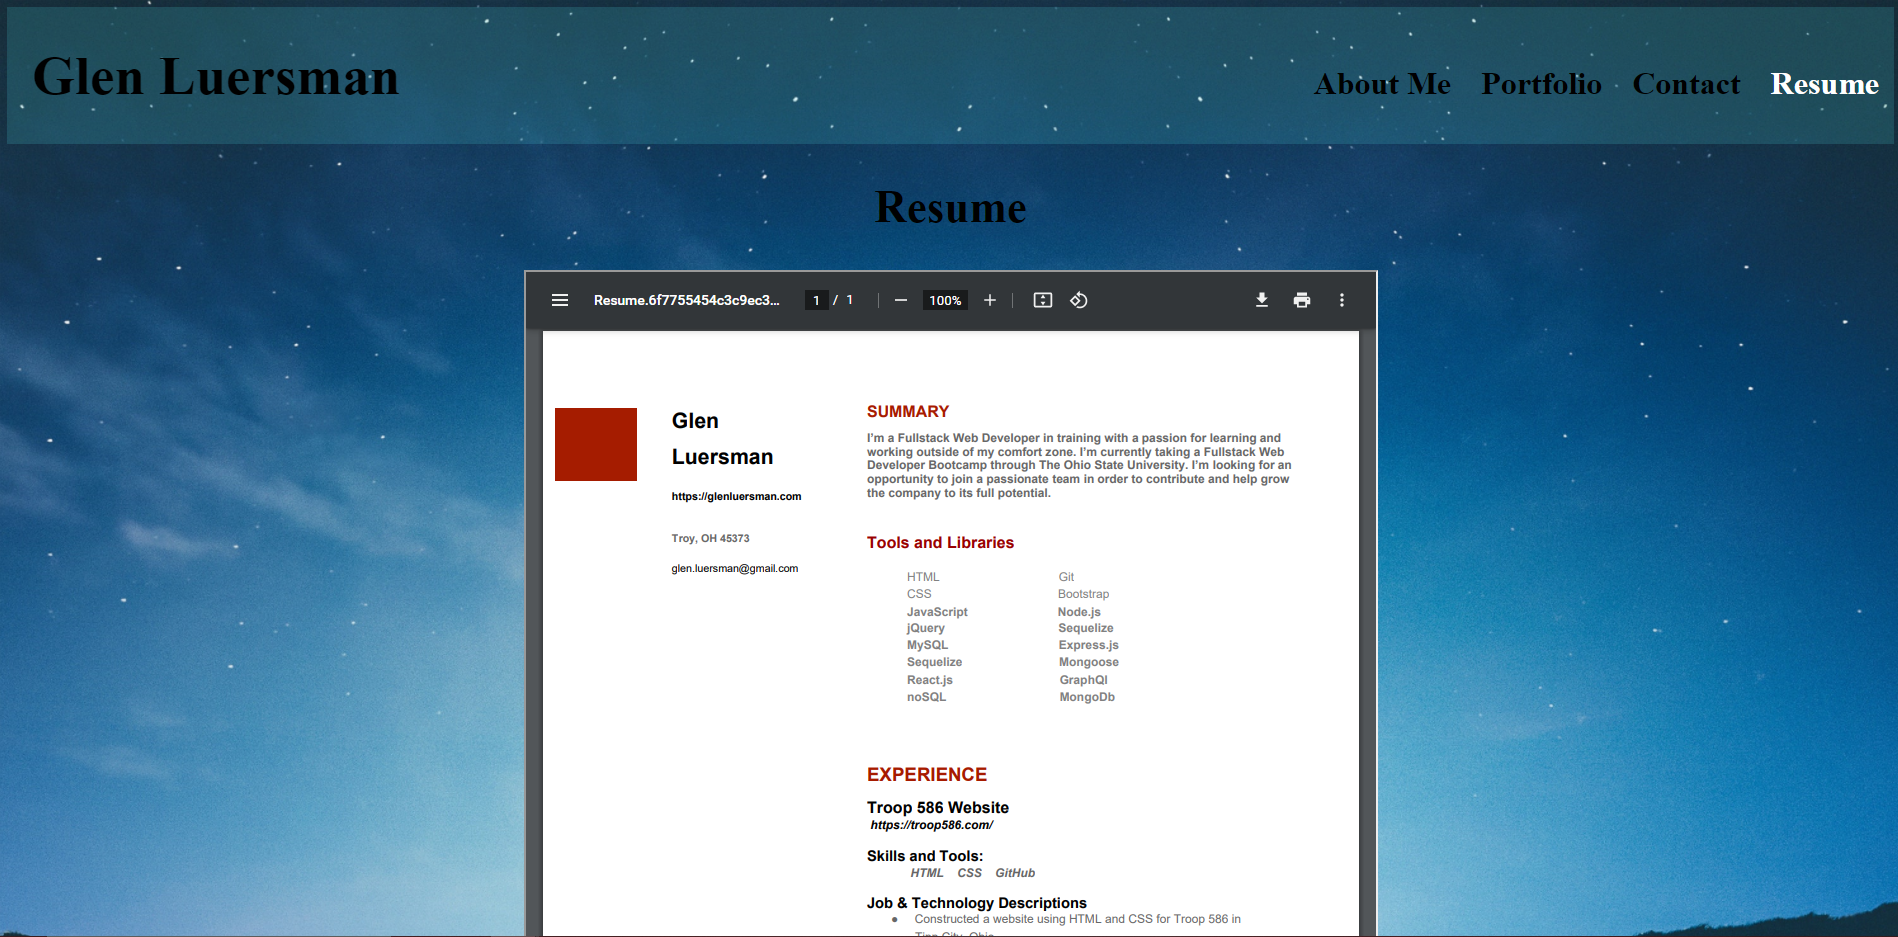 Glen Luersman
About Me Portfolio Contact Resume
Resume
Resume.6f7755454c3c9ec3... 1 / 1 100%
Glen
Luersman
https://glenluersman.com
Troy, OH 45373
glen.luersman@gmail.com
SUMMARY
I'm a Fullstack Web Developer in training with a passion for learning and
working outside of my comfort zone. I'm currently taking a Fullstack Web
Developer Bootcamp through The Ohio State University. I'm looking for an
opportunity to join a passionate team in order to contribute and help grow
the company to its full potential.
Tools and Libraries
HTML Git
CSS Bootstrap
JavaScript Node.js
jQuery Sequelize
MySQL Express.js
Sequelize Mongoose
React.js GraphQl
noSQL MongoDb
EXPERIENCE
Troop 586 Website
https://troop586.com/
Skills and Tools:
HTML CSS GitHub
Job & Technology Descriptions
● Constructed a website using HTML and CSS for Troop 586 in
Tipp City, Ohio